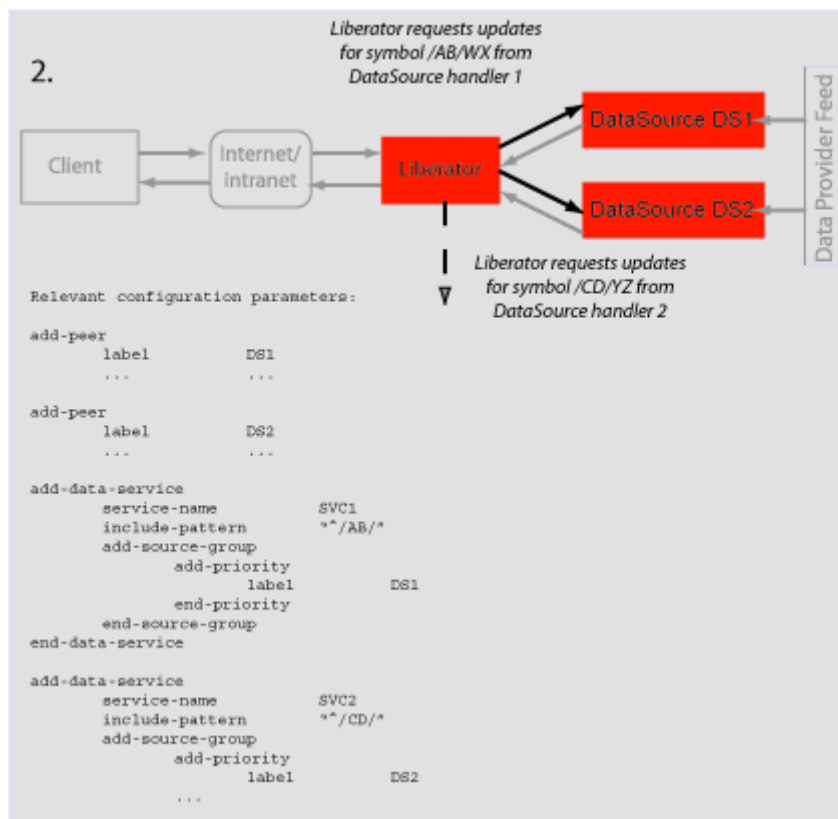 Liberator requests updates
for symbol /AB/WX from
DataSource handler 1
2.
DataSource DS1
Client
Internet/
intranet
Liberator
DataSource DS2
Data Provider Feed
Liberator requests updates
for symbol /CD/YZ from
DataSource handler 2
Relevant configuration parameters:
add-peer
label DS1
... ...
add-peer
label DS2
... ...
add-data-service
service-name SVC1
include-pattern "^/AB/"
add-source-group
add-priority
label DS1
end-priority
end-source-group
end-data-service
add-data-service
service-name SVC2
include-pattern "^/CD/"
add-source-group
add-priority
label DS2
...